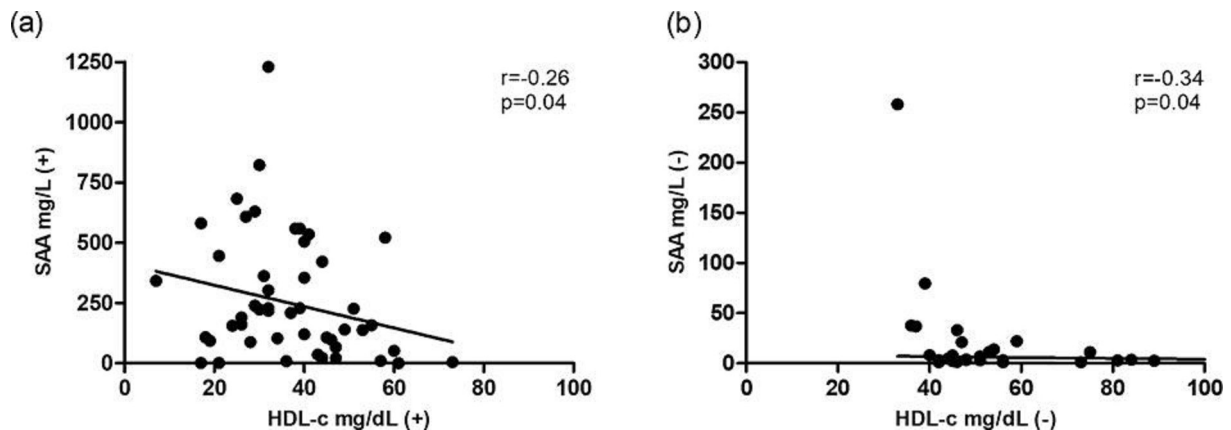 (a)
r=-0.26
p=0.04
SAA mg/L (+)
1250
1000
750
500
250
0
0 20 40 60 80 100
HDL-c mg/dL (+)
(b)
r=-0.34
p=0.04
SAA mg/L (-)
300
250
200
150
100
50
0
0 20 40 60 80 100
HDL-c mg/dL (-)